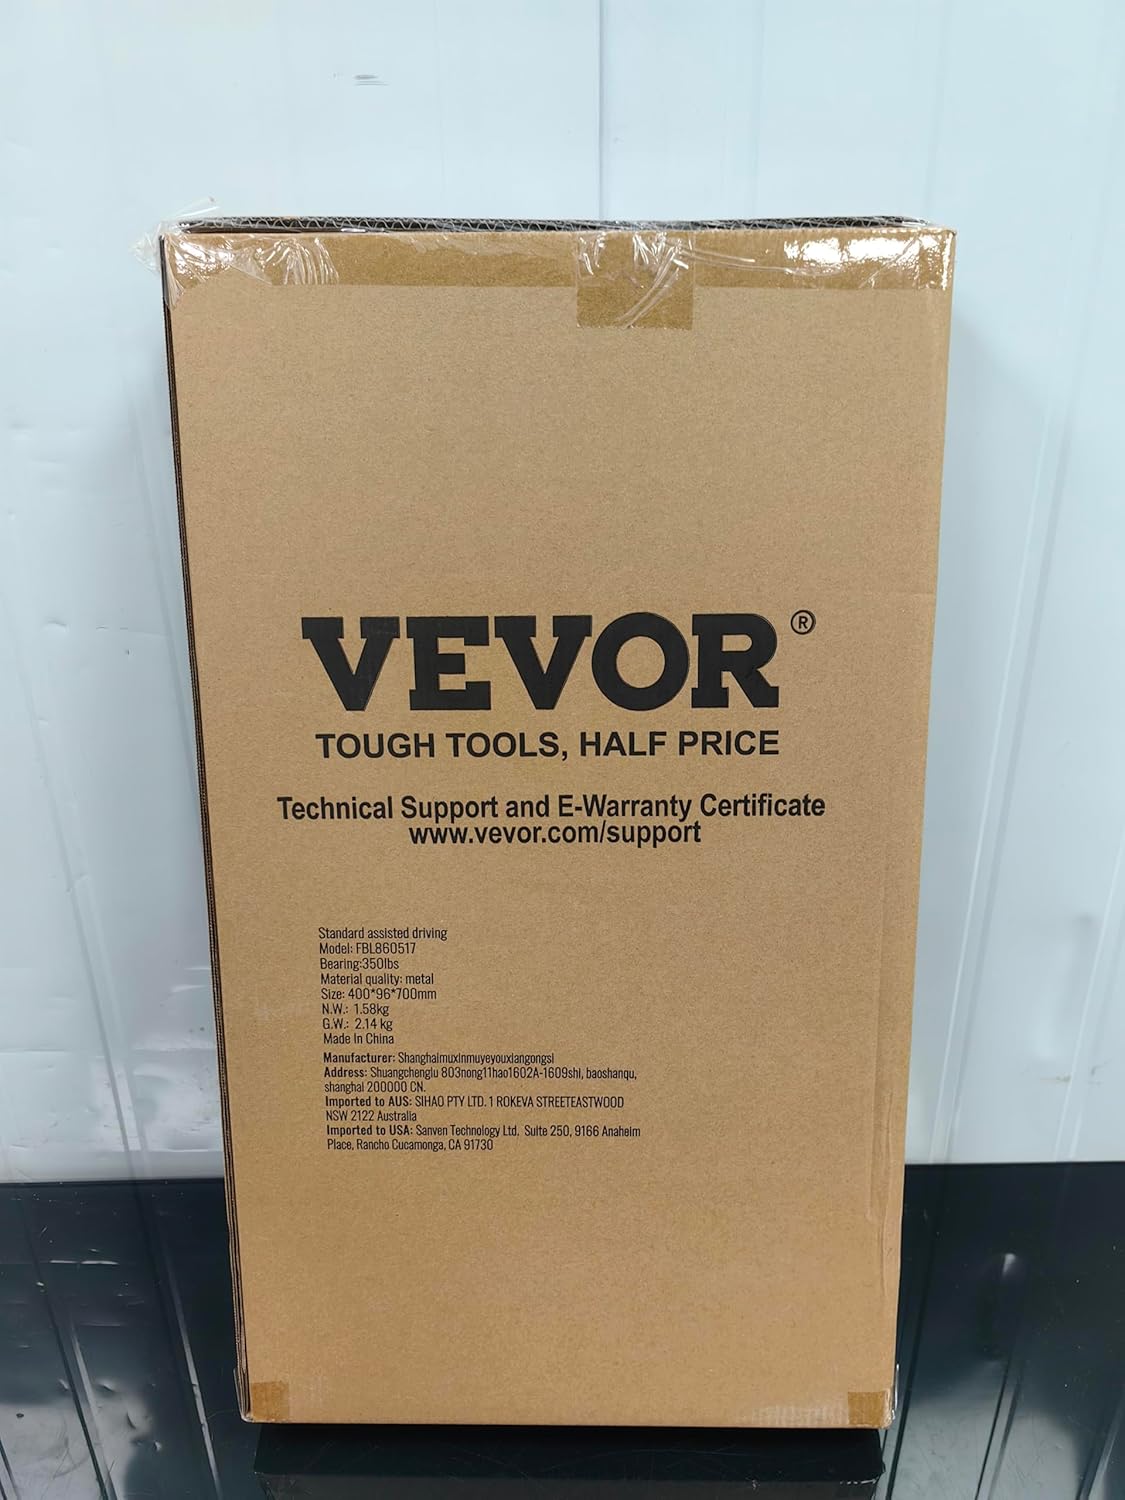 VEVOR®
TOUGH TOOLS, HALF PRICE
Technical Support and E-Warranty Certificate
www.vevor.com/support
Standard assisted driving
Model: FBL860517
Bearing:350lbs
Material quality: metal
Size: 400*96*700mm
N.W.: 1.58kg
G.W.: 2.14 kg
Made In China
Manufacturer: Shanghaimuxinmuyeyouxiangongsi
Address: Shuangchenglu 803nong11hao1602A-1609shi, baoshanqu,
shanghai 200000 CN.
Imported to AUS: SIHAO PTY LTD. 1 ROKEVA STREETEASTWOOD
NSW 2122 Australia
Imported to USA: Sanven Technology Ltd. Suite 250, 9166 Anaheim
Place, Rancho Cucamonga, CA 91730